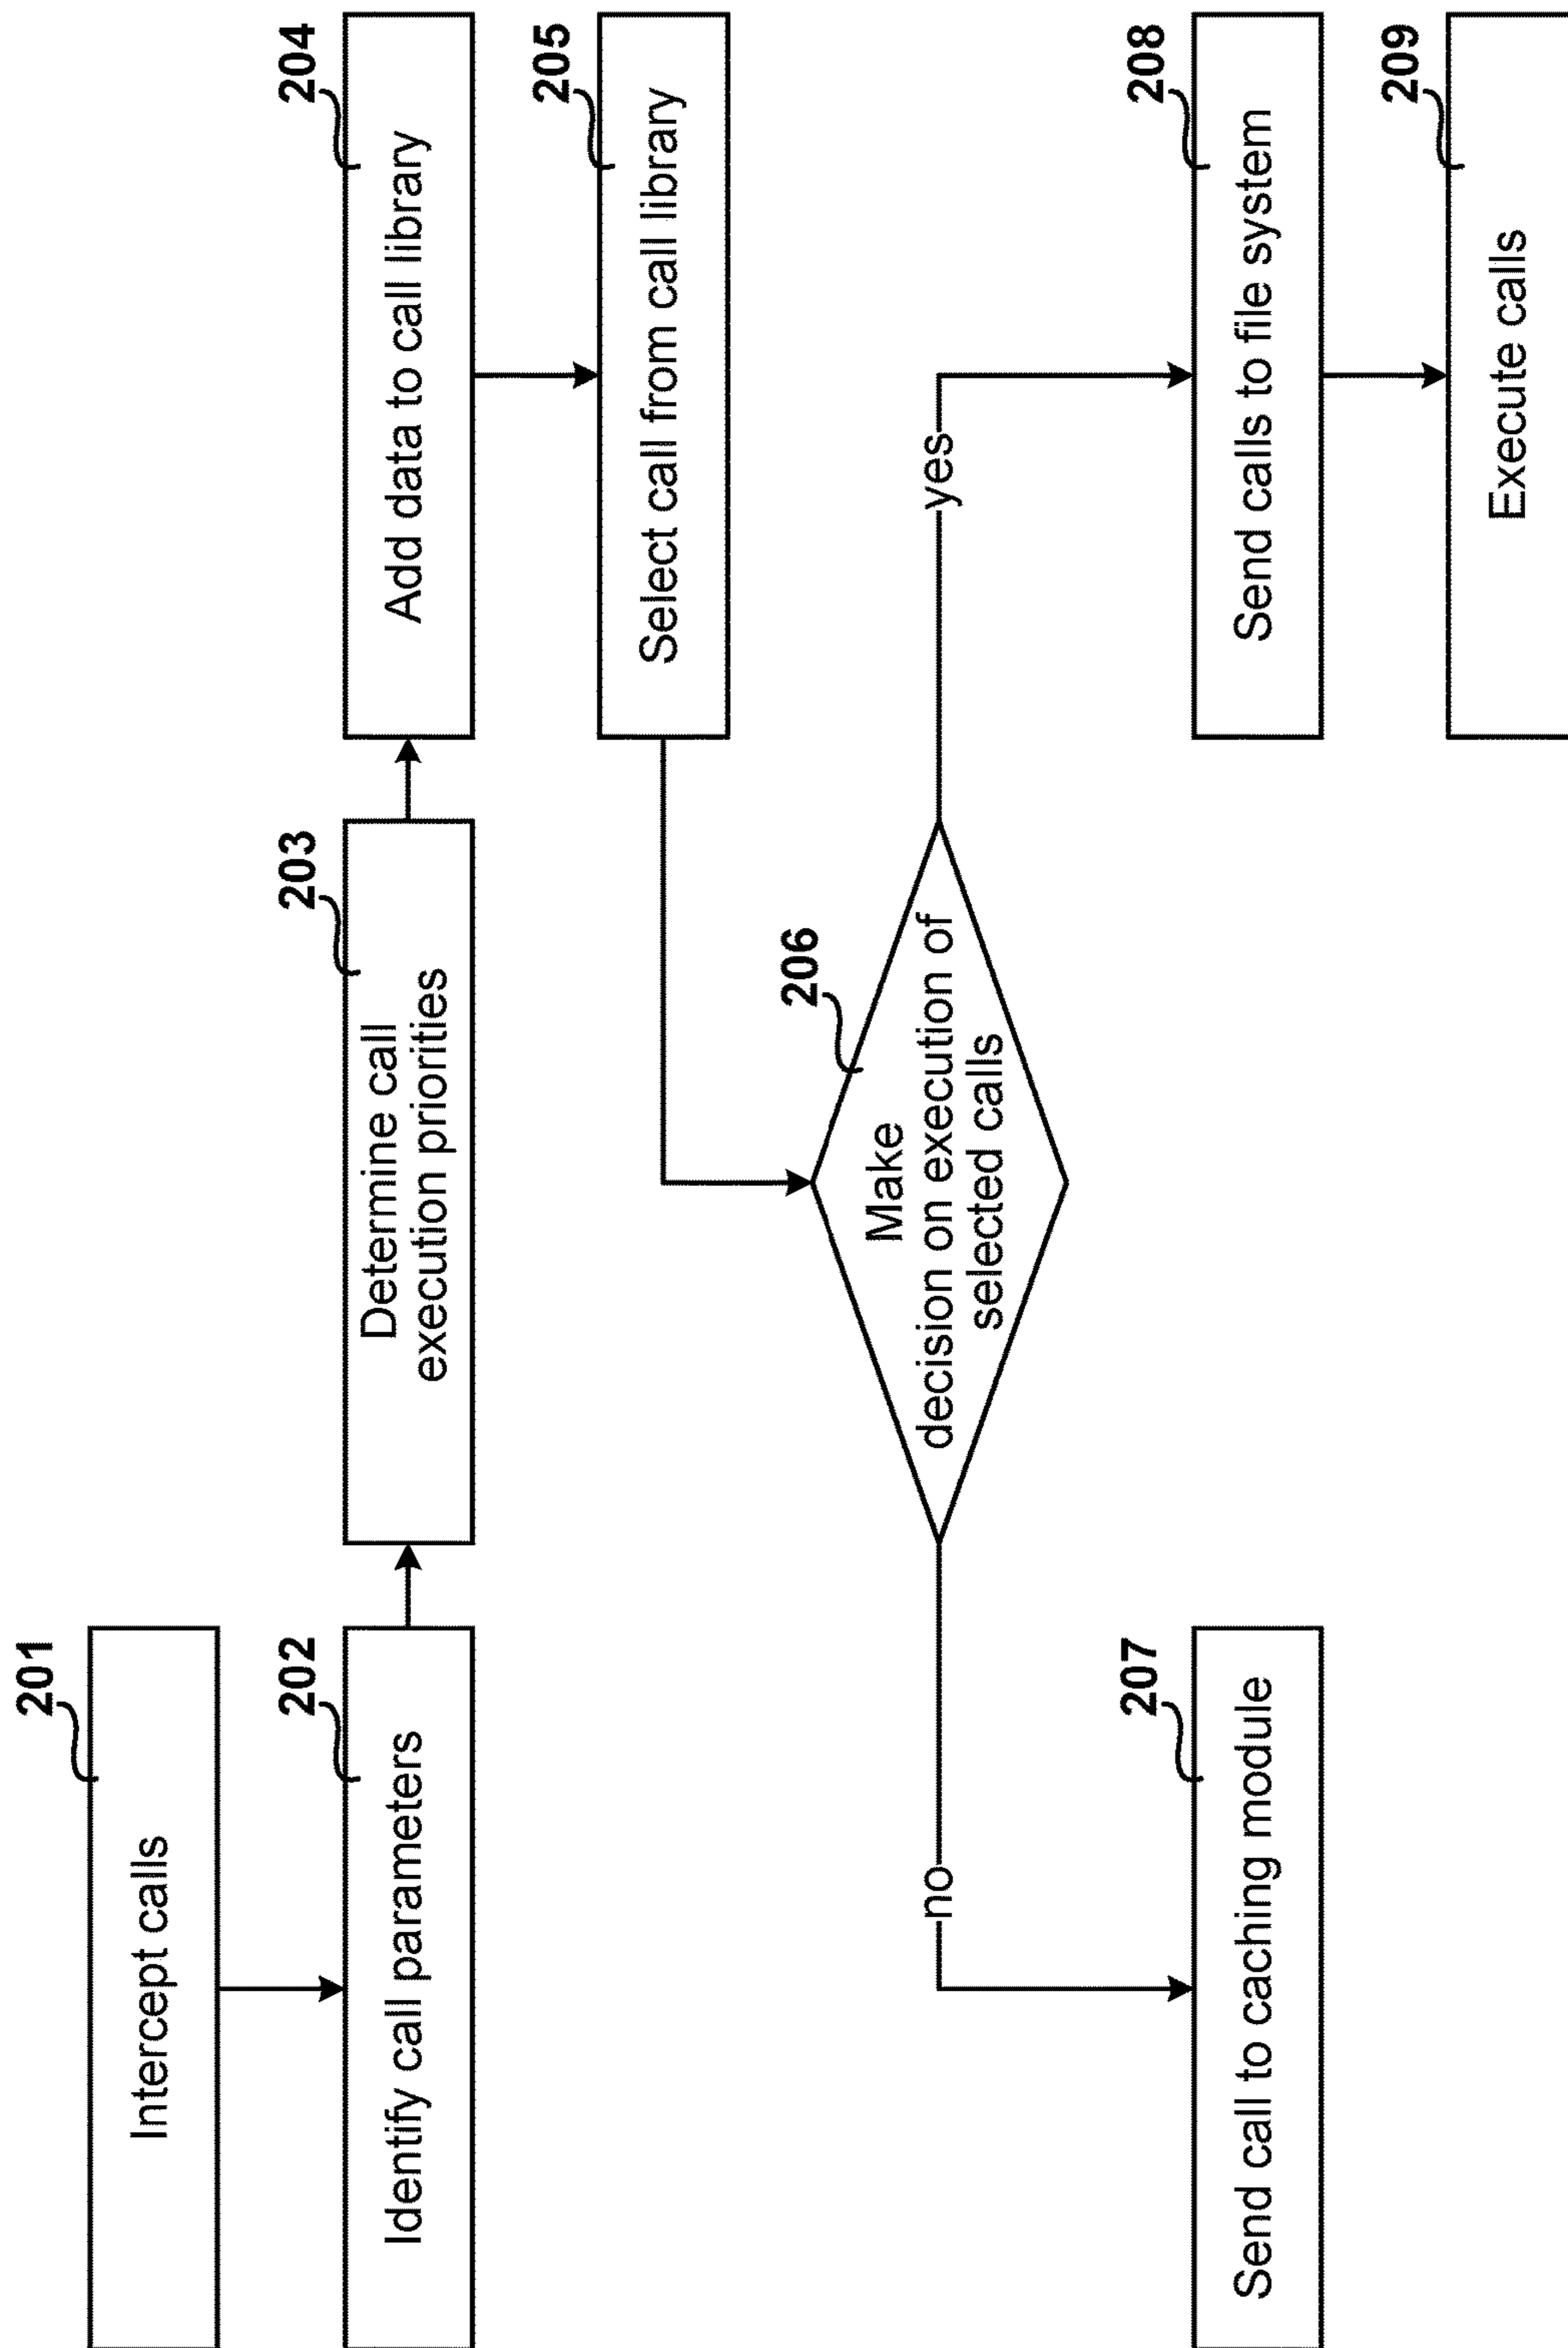 201
Intercept calls
202
Identify call parameters
203
Determine call
execution priorities
204
Add data to call library
205
Select call from call library
206
Make
decision on execution of
selected calls
no
yes
207
Send call to caching module
208
Send calls to file system
209
Execute calls